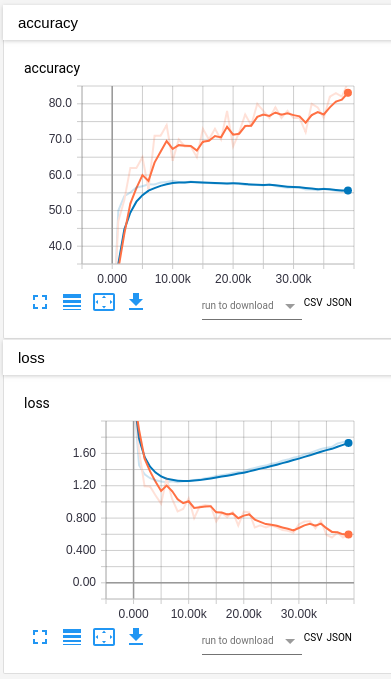 accuracy
accuracy
80.0
70.0
60.0
50.0
40.0
0.000 10.00k 20.00k 30.00k
run to download CSV JSON
loss
loss
1.60
1.20
0.800
0.400
0.00
0.000 10.00k 20.00k 30.00k
run to download CSV JSON